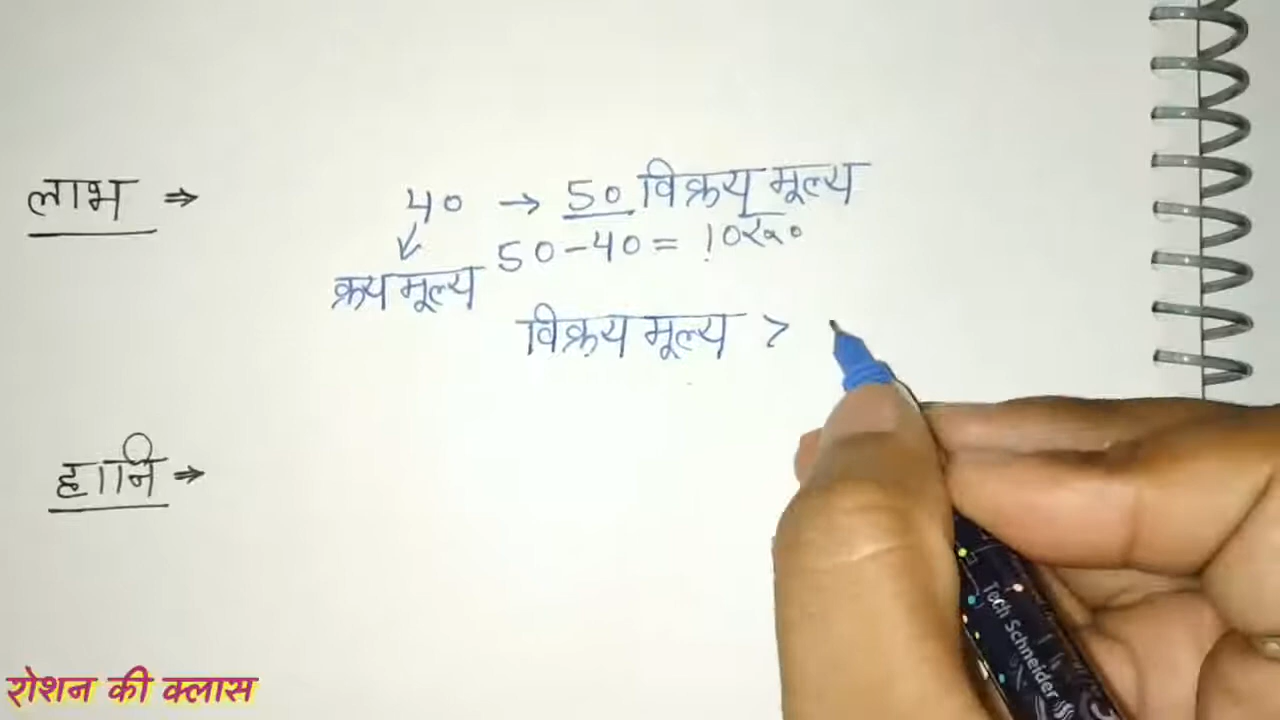 लाभ ⇒ 40 → 50 विक्रय मूल्य
50-40 = 10रु०
क्रय मूल्य
विक्रय मूल्य >
हानि ⇒
Tech Schneider
रोशन की क्लास